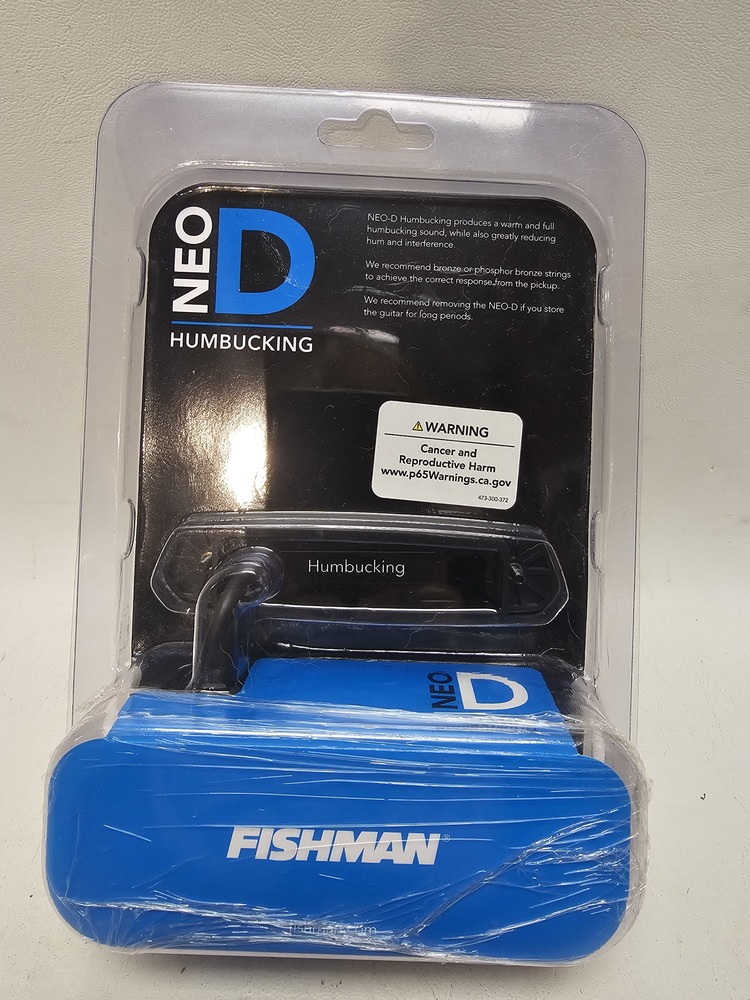 NEO D
HUMBUCKING
NEO-D Humbucking produces a warm and full
humbucking sound, while also greatly reducing
hum and interference.
We recommend bronze or phosphor bronze strings
to achieve the correct response from the pickup.
We recommend removing the NEO-D if you store
the guitar for long periods.
⚠WARNING
Cancer and
Reproductive Harm
www.p65Warnings.ca.gov
473-300-372
Humbucking
NEO D
FISHMAN®